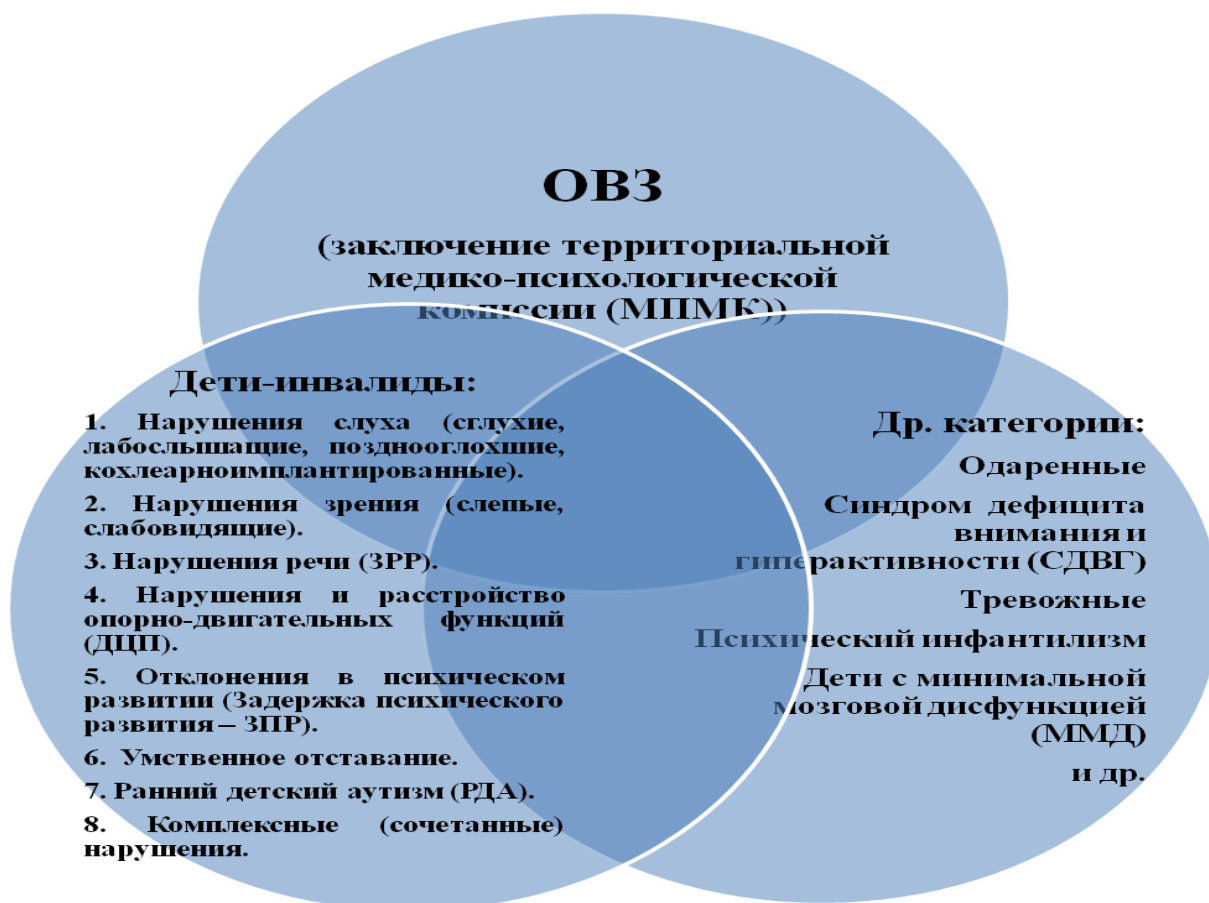 ОВЗ
(заключение территориальной
медико-психологической
комиссии (МПМК))
Дети-инвалиды:
1. Нарушения слуха (сглухие,
лабослышащие, позднооглохшие,
кохлеарноимплантированные).
2. Нарушения зрения (слепые,
слабовидящие).
3. Нарушения речи (ЗРР).
4. Нарушения и расстройство
опорно-двигательных функций
(ДЦП).
5. Отклонения в психическом
развитии (Задержка психического
развития – ЗПР).
6. Умственное отставание.
7. Ранний детский аутизм (РДА).
8. Комплексные (сочетанные)
нарушения.
Др. категории:
Одаренные
Синдром дефицита
внимания и
гиперактивности (СДВГ)
Тревожные
Психический инфантилизм
Дети с минимальной
мозговой дисфункцией
(ММД)
и др.